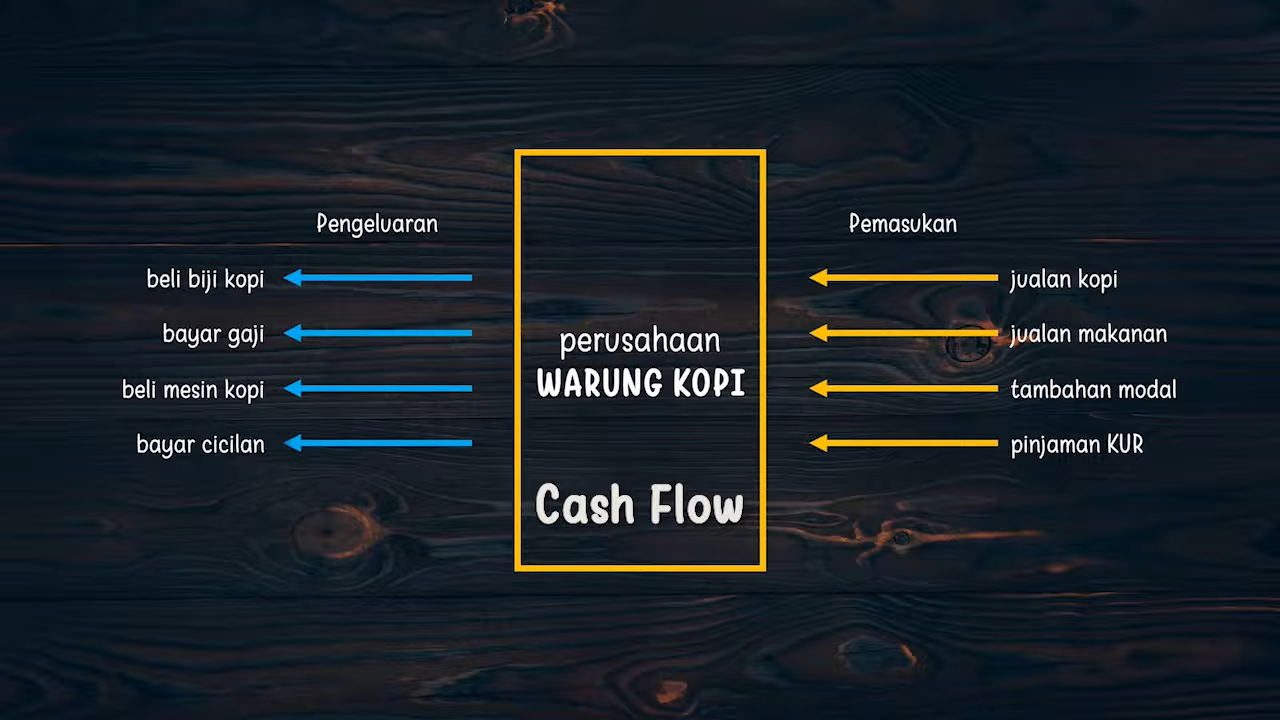 Pengeluaran
beli biji kopi
bayar gaji
beli mesin kopi
bayar cicilan
perusahaan
WARUNG KOPI
Cash Flow
Pemasukan
jualan kopi
jualan makanan
tambahan modal
pinjaman KUR